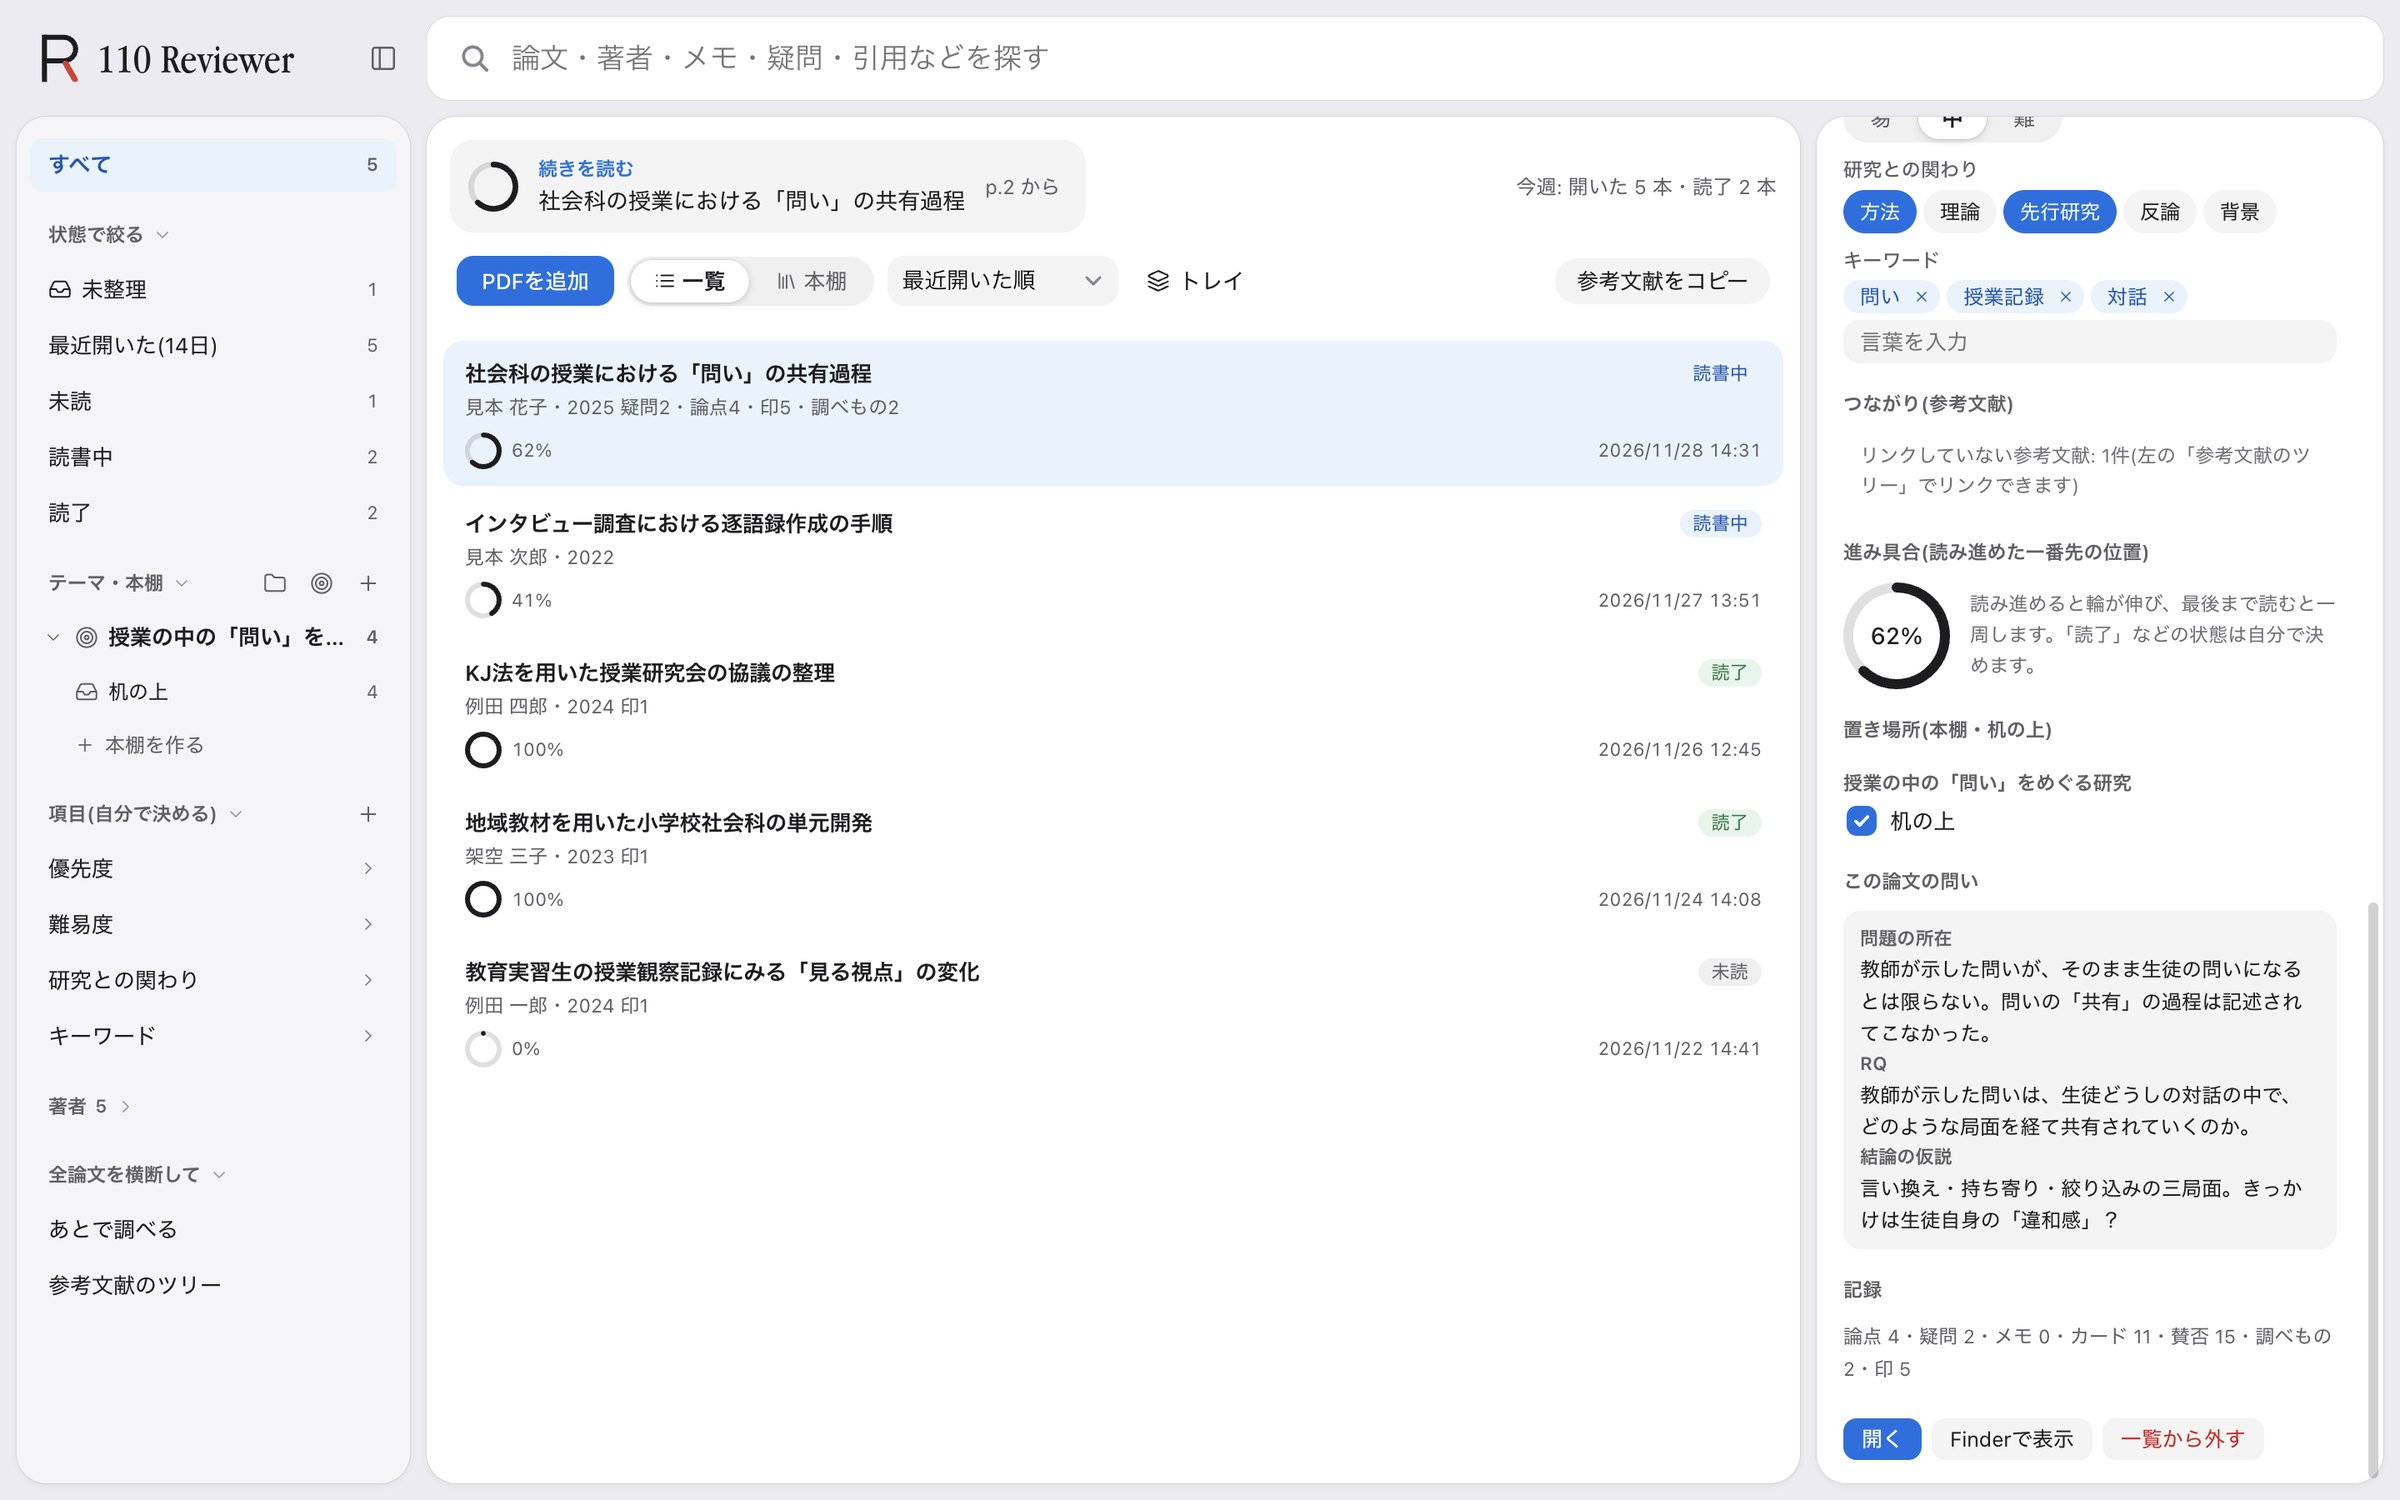 110 Reviewer
論文・著者・メモ・疑問・引用などを探す
すべて 5
状態で絞る
未整理 1
最近開いた(14日) 5
未読 1
読書中 2
読了 2
テーマ・本棚
授業の中の「問い」を... 4
机の上 4
本棚を作る
項目(自分で決める)
優先度
難易度
研究との関わり
キーワード
著者 5
全論文を横断して
あとで調べる
参考文献のツリー
続きを読む
社会科の授業における「問い」の共有過程 p.2 から
今週: 開いた 5 本・読了 2 本
PDFを追加 一覧 本棚 最近開いた順 トレイ 参考文献をコピー
社会科の授業における「問い」の共有過程 読書中
見本 花子・2025 疑問2・論点4・印5・調べもの2
62% 2026/11/28 14:31
インタビュー調査における逐語録作成の手順 読書中
見本 次郎・2022
41% 2026/11/27 13:51
KJ法を用いた授業研究会の協議の整理 読了
例田 四郎・2024 印1
100% 2026/11/26 12:45
地域教材を用いた小学校社会科の単元開発 読了
架空 三子・2023 印1
100% 2026/11/24 14:08
教育実習生の授業観察記録にみる「見る視点」の変化 未読
例田 一郎・2024 印1
0% 2026/11/22 14:41
易 中 難
研究との関わり
方法 理論 先行研究 反論 背景
キーワード
問い × 授業記録 × 対話 ×
言葉を入力
つながり(参考文献)
リンクしていない参考文献: 1件(左の「参考文献のツ
リー」でリンクできます)
進み具合(読み進めた一番先の位置)
62%
読み進めると輪が伸び、最後まで読むと一
周します。「読了」などの状態は自分で決
めます。
置き場所(本棚・机の上)
授業の中の「問い」をめぐる研究
机の上
この論文の問い
問題の所在
教師が示した問いが、そのまま生徒の問いになる
とは限らない。問いの「共有」の過程は記述され
てこなかった。
RQ
教師が示した問いは、生徒どうしの対話の中で、
どのような局面を経て共有されていくのか。
結論の仮説
言い換え・持ち寄り・絞り込みの三局面。きっか
けは生徒自身の「違和感」？
記録
論点 4・疑問 2・メモ 0・カード 11・賛否 15・調べもの
2・印 5
開く Finderで表示 一覧から外す